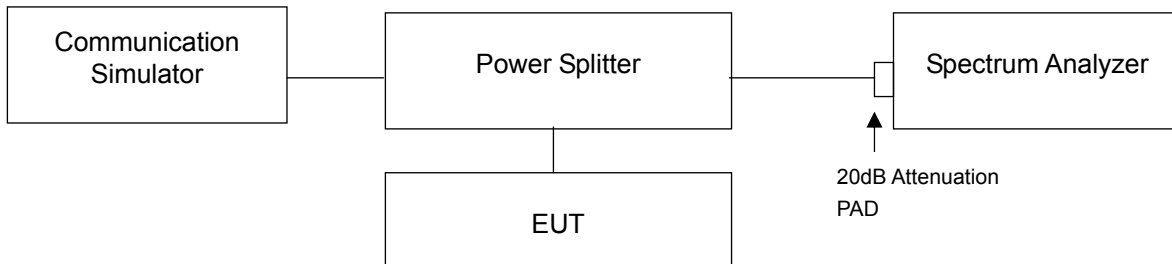 Communication
Simulator
Power Splitter
Spectrum Analyzer
EUT
20dB Attenuation
PAD